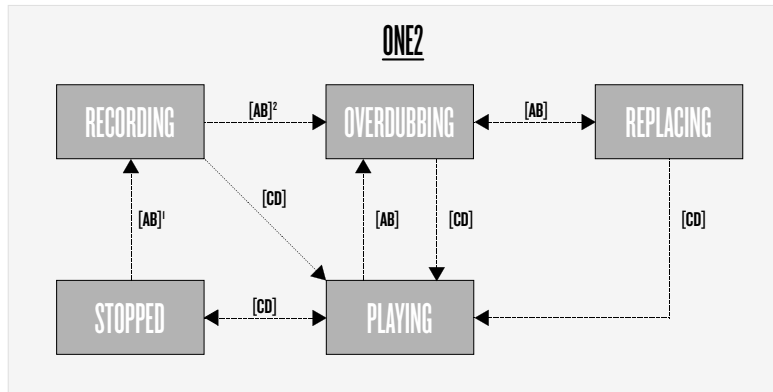 ONE2
RECORDING
[AB]²
OVERDUBBING
[AB]
REPLACING
[CD]
[AB]¹
[AB]
[CD]
[CD]
STOPPED
[CD]
PLAYING